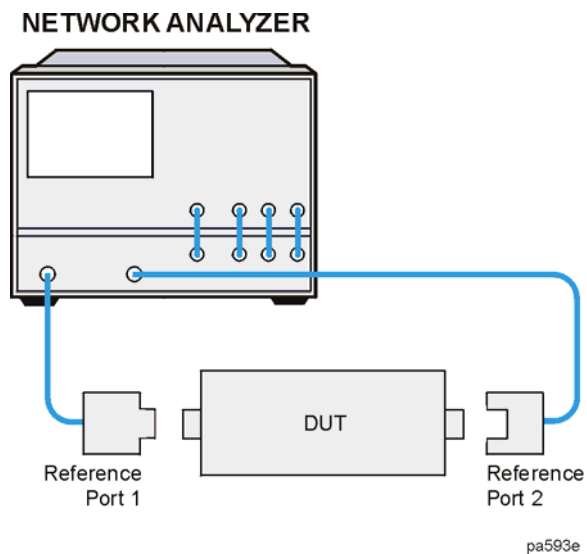 NETWORK ANALYZER
DUT
Reference
Port 1
Reference
Port 2
pa593e